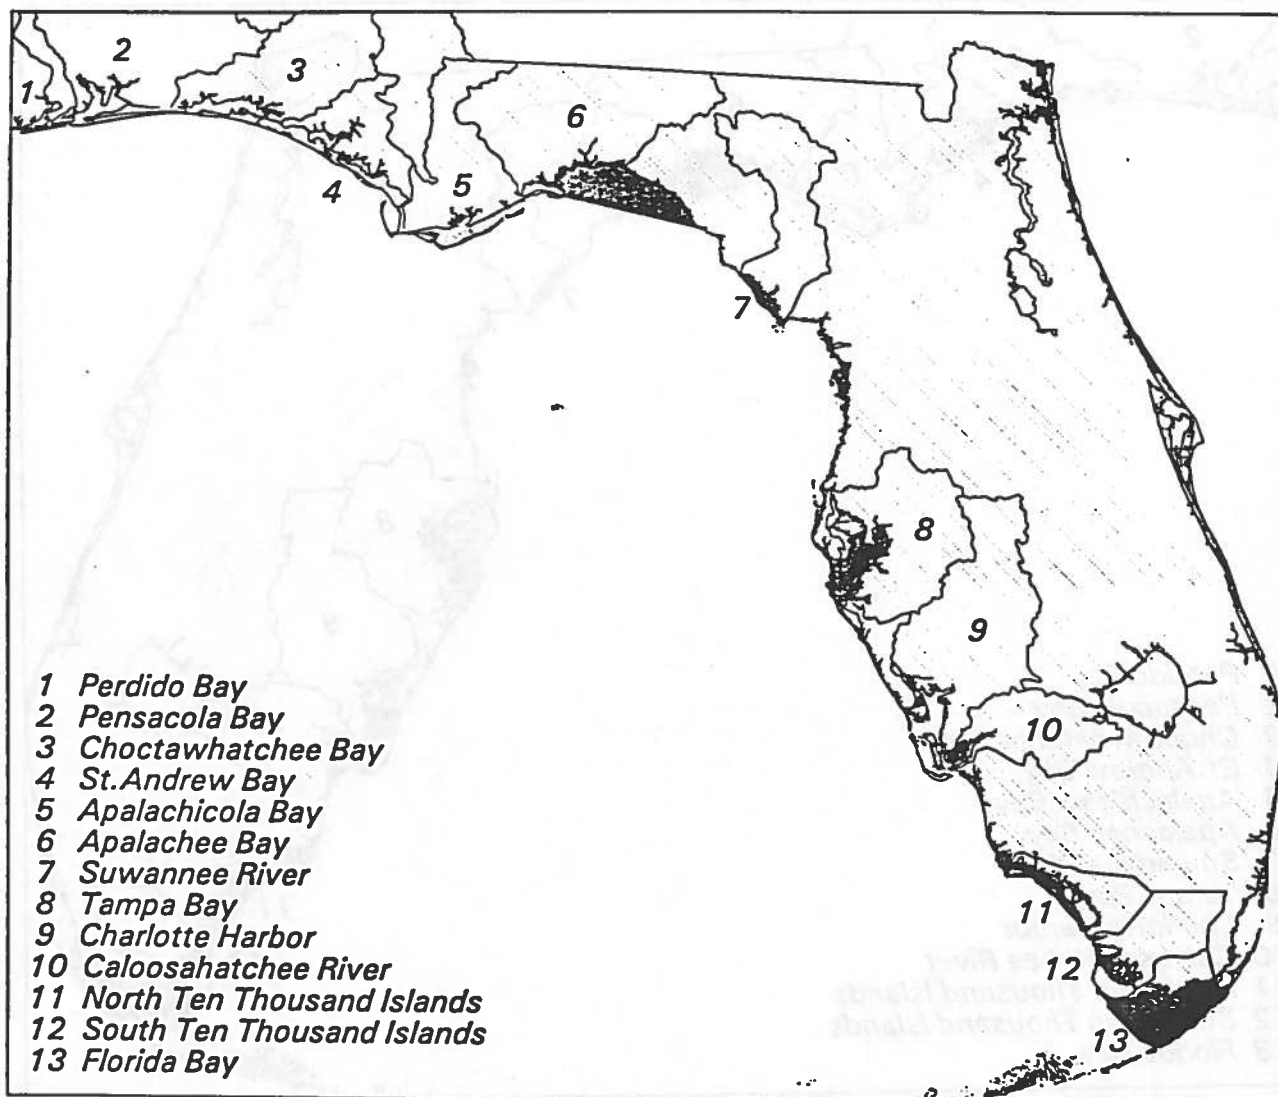 2
3
1
6
4
5
7
8
9
10
11
12
13
1 Perdido Bay
2 Pensacola Bay
3 Choctawhatchee Bay
4 St.Andrew Bay
5 Apalachicola Bay
6 Apalachee Bay
7 Suwannee River
8 Tampa Bay
9 Charlotte Harbor
10 Caloosahatchee River
11 North Ten Thousand Islands
12 South Ten Thousand Islands
13 Florida Bay